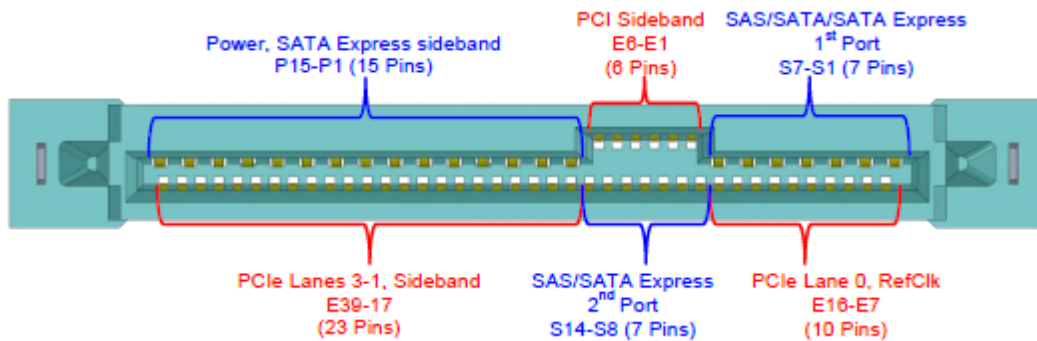 Power, SATA Express sideband
P15-P1 (15 Pins)
PCI Sideband
E6-E1
(6 Pins)
SAS/SATA/SATA Express
1st Port
S7-S1 (7 Pins)
PCIe Lanes 3-1, Sideband
E39-17
(23 Pins)
SAS/SATA Express
2nd Port
S14-S8 (7 Pins)
PCIe Lane 0, RefClk
E16-E7
(10 Pins)